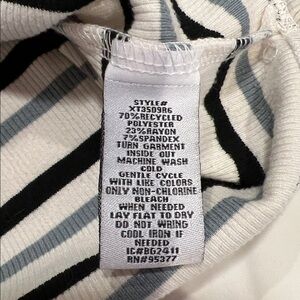 STYLE#
XT3509R6
70%RECYCLED
POLYESTER
23%RAYON
7%SPANDEX
TURN GARMENT
INSIDE OUT
MACHINE WASH
COLD
GENTLE CYCLE
WITH LIKE COLORS
ONLY NON-CHLORINE
BLEACH
WHEN NEEDED
LAY FLAT TO DRY
DO NOT WRING
COOL IRON IF
NEEDED
IC#BG2411
RN#95377